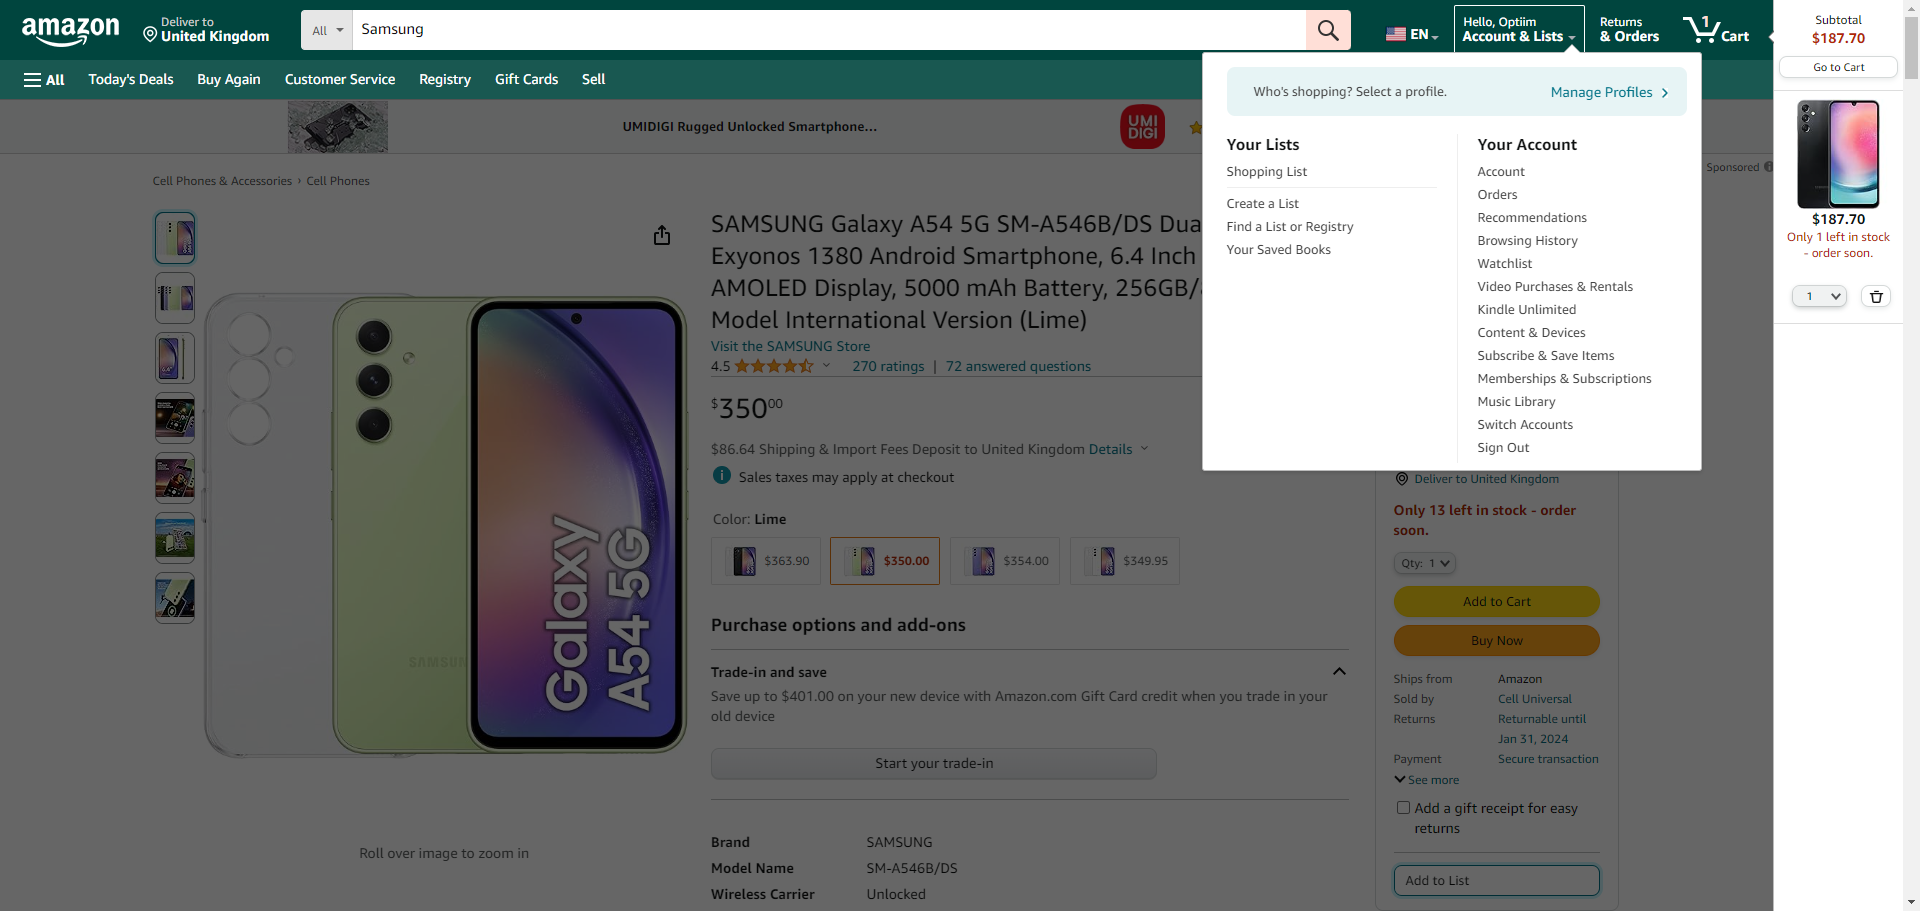 amazon
Deliver to
United Kingdom
All
Samsung
EN
Hello, Optiim
Account & Lists
Returns
& Orders
1
Cart
All
Today's Deals
Buy Again
Customer Service
Registry
Gift Cards
Sell
Subtotal
$187.70
Go to Cart
$187.70
Only 1 left in stock
- order soon.
1
Who's shopping? Select a profile.
Manage Profiles
Your Lists
Shopping List
Create a List
Find a List or Registry
Your Saved Books
Your Account
Account
Orders
Recommendations
Browsing History
Watchlist
Video Purchases & Rentals
Kindle Unlimited
Content & Devices
Subscribe & Save Items
Memberships & Subscriptions
Music Library
Switch Accounts
Sign Out
UMIDIGI Rugged Unlocked Smartphone...
UMI
DIGI
Sponsored
Cell Phones & Accessories › Cell Phones
SAMSUNG Galaxy A54 5G SM-A546B/DS Dua
Exyonos 1380 Android Smartphone, 6.4 Inch
AMOLED Display, 5000 mAh Battery, 256GB/
Model International Version (Lime)
Visit the SAMSUNG Store
4.5
270 ratings | 72 answered questions
$35000
$86.64 Shipping & Import Fees Deposit to United Kingdom Details
Sales taxes may apply at checkout
Color: Lime
$363.90
$350.00
$354.00
$349.95
Purchase options and add-ons
Trade-in and save
Save up to $401.00 on your new device with Amazon.com Gift Card credit when you trade in your
old device
Start your trade-in
Brand SAMSUNG
Model Name SM-A546B/DS
Wireless Carrier Unlocked
SAMSUN
Galaxy
A54 5G
Roll over image to zoom in
Deliver to United Kingdom
Only 13 left in stock - order
soon.
Qty: 1
Add to Cart
Buy Now
Ships from Amazon
Sold by Cell Universal
Returns Returnable until
Jan 31, 2024
Payment Secure transaction
See more
Add a gift receipt for easy
returns
Add to List